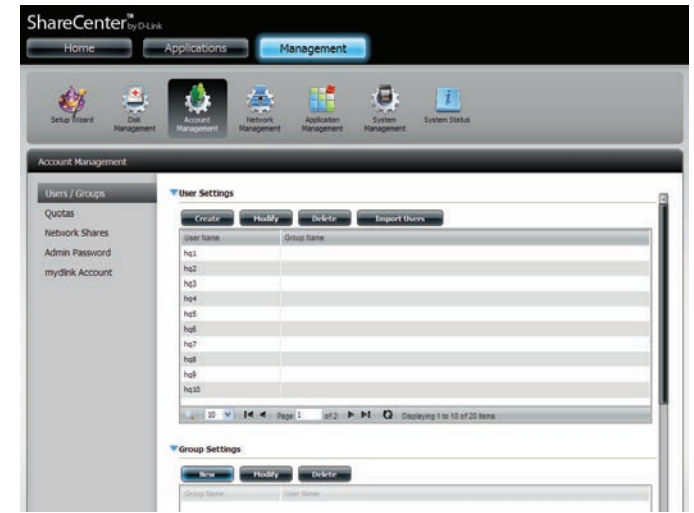 ShareCenter™ by D-Link
Home Applications Management
Setup Wizard Disk Management Account Management Network Management Application Management System Management System Status
Account Management
Users / Groups
Quotas
Network Shares
Admin Password
mydlink Account
User Settings
Create Modify Delete Import Users
User Name Group Name
hq1
hq2
hq3
hq4
hq5
hq6
hq7
hq8
hq9
hq10
10 Page 1 of 2 Displaying 1 to 10 of 20 items
Group Settings
New Modify Delete
Group Name User Name